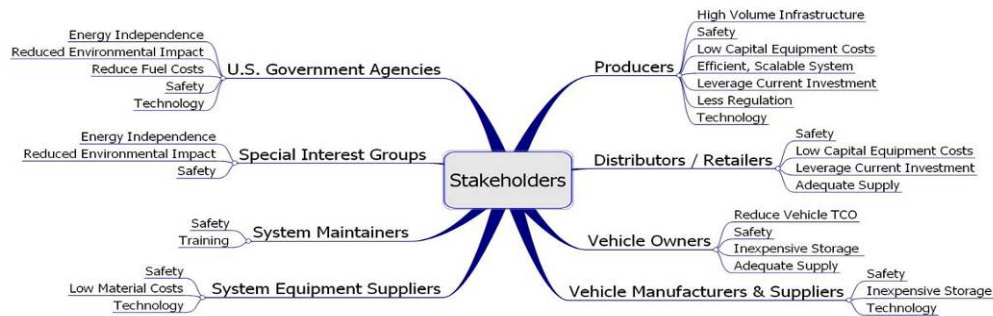 Stakeholders
U.S. Government Agencies
Energy Independence
Reduced Environmental Impact
Reduce Fuel Costs
Safety
Technology
Special Interest Groups
Energy Independence
Reduced Environmental Impact
Safety
System Maintainers
Safety
Training
System Equipment Suppliers
Safety
Low Material Costs
Technology
Producers
High Volume Infrastructure
Safety
Low Capital Equipment Costs
Efficient, Scalable System
Leverage Current Investment
Less Regulation
Technology
Distributors / Retailers
Safety
Low Capital Equipment Costs
Leverage Current Investment
Adequate Supply
Vehicle Owners
Reduce Vehicle TCO
Safety
Inexpensive Storage
Adequate Supply
Vehicle Manufacturers & Suppliers
Safety
Inexpensive Storage
Technology